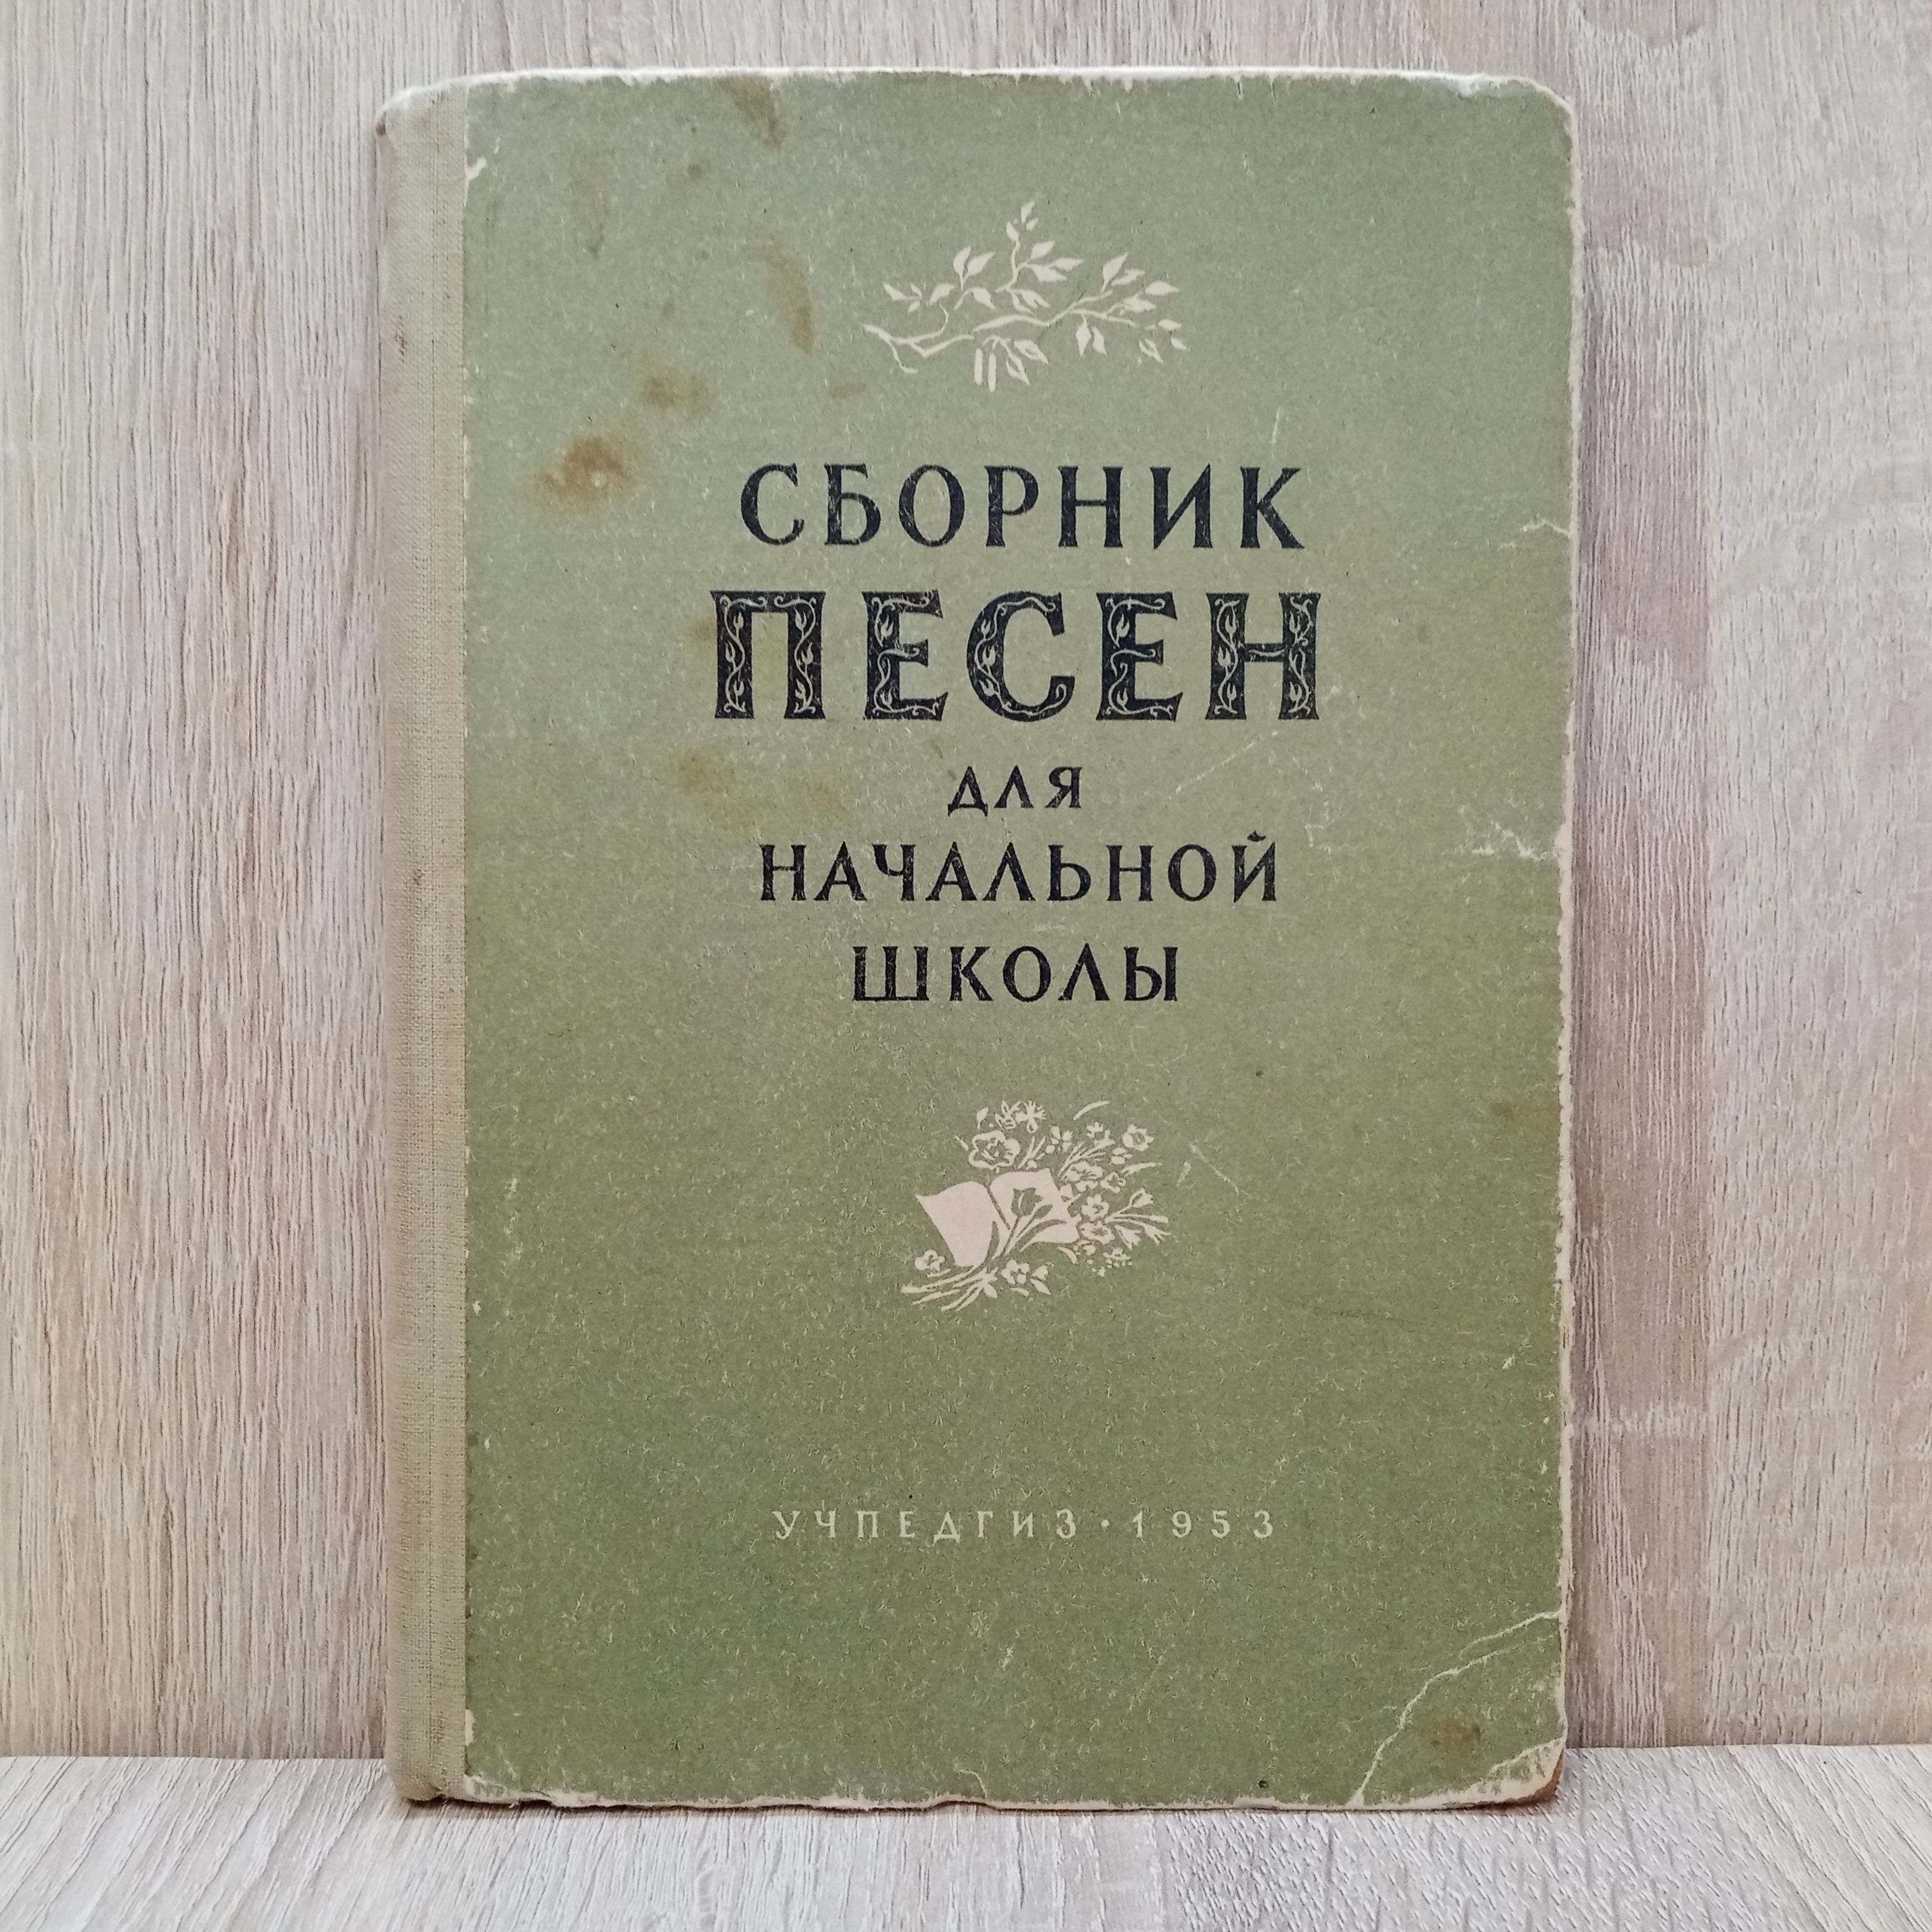 СБОРНИК
ПЕСЕН
ДЛЯ
НАЧАЛЬНОЙ
ШКОЛЫ
УЧПЕДГИЗ · 1953